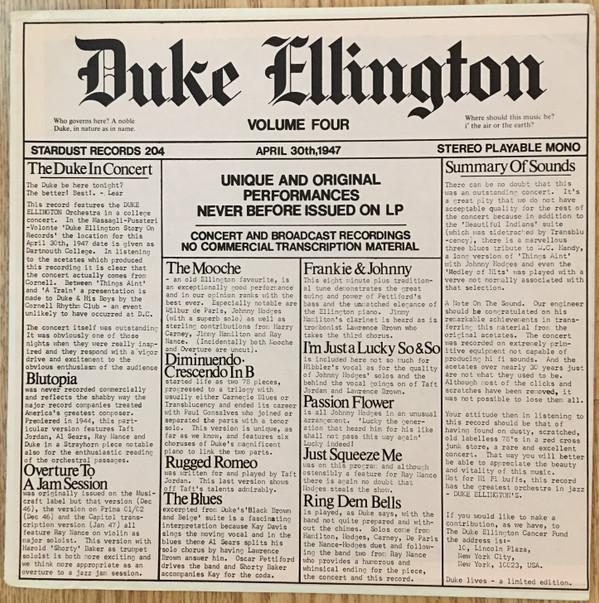 Duke Ellington
Who governs here? A noble
Duke, in nature as in name.
VOLUME FOUR
Where should this music be?
i' the air or the earth?
STARDUST RECORDS 204
APRIL 30th,1947
STEREO PLAYABLE MONO
The Duke In Concert
The Duke be here tonight?
The better! Best!. - Lear
This record features the DUKE
ELLINGTON Orchestra in a college
concert. In the Massagli-Pusateri
-Volonte 'Duke Ellington Story On
Records' the location for this
April 30th, 1947 date is given as
Dartmouth College. In listening
to the acetates which produced
this recording it is clear that
the concert actually comes from
Cornell. Between 'Things Aint'
and 'A Train' a presentation is
made to Duke & His Boys by the
Cornell Rhythm Club - an event
unlikely to have occurred at D.C.
The concert itself was outstanding
It was obviously one of those
nights when they were really insp-
ired and they respond with a vigor
drive and excitement to the
obvious enthusiasm of the audience
Blutopia
was never recorded commercially
and reflects the shabby way the
major record companies treated
America's greatest composer.
Premiered in 1944, this part-
icular version features Taft
Jordan, Al Sears, Ray Nance and
Duke in a Strayhorn piece notable
also for the enthusiastic reading
of the orchestral passages.
Overture To
A Jam Session
was originally issued on the Musi-
craft label but that version (Dec
46), the version on Prima C1/C2
(Dec 46) and the Capitol trans-
cription version (Jan 47) all
feature Ray Nance on violin as
major soloist. This version with
Harold 'Shorty' Baker as trumpet
soloist is both more exciting and
we think more appropriate as an
overture to a jazz jam session.
UNIQUE AND ORIGINAL
PERFORMANCES
NEVER BEFORE ISSUED ON LP
CONCERT AND BROADCAST RECORDINGS
NO COMMERCIAL TRANSCRIPTION MATERIAL
The Mooche
- an old Ellington favourite, is
an exceptionally good performance
and in our opinion ranks with the
best ever. Especially notable are
Wilbur de Paris, Johnny Hodges
(with a superb solo) as well as
sterling contributions from Harry
Carney, Jimmy Hamilton and Ray
Nance. (Incidentally both Mooche
and Overture are uncut).
Diminuendo
Crescendo In B
started life as two 78 pieces,
progressed to a trilogy with
usually either Carnegie Blues or
Transblucency and ended its career
with Paul Gonsalves who joined or
separated the parts with a tenor
solo. This version is unique, as
far as we know, and features six
choruses of Duke's magnificent
piano to link the two parts.
Rugged Romeo
was written for and played by Taft
Jordan. This last version shows
off Taft's talents admirably.
The Blues
excerpted from Duke's'Black Brown
and Beige' suite is a fascinating
interpretation because Kay Davis
sings the moving vocal and in the
blues theme Al Sears splits his
solo chorus by having Lawrence
Brown answer him. Oscar Pettiford
drives the band and Shorty Baker
accompanies Kay for the coda.
Frankie & Johnny
This eight minute plus tradition-
al tune demonstrates the great
swing and power of Pettiford's
bass and the unmatched elegance of
the Ellington piano. Jimmy
Hamilton's clarinet is heard as is
trombonist Lawrence Brown who
takes the third chorus.
I'm Just a Lucky So & So
is included here not so much for
Hibbler's vocal as for the quality
of Johnny Hodges' solos and the
behind the vocal goings on of Taft
Jordan and Lawrence Brown.
Passion Flower
is all Johnny Hodges in an unusual
arrangement. 'Lucky the gener-
ation that heard him for his like
shall not pass this way again'
Lucky indeed!
Just Squeeze Me
was on this program and although
ostensibly a feature for Ray Nance
there is again no doubt that
Hodges steals the show.
Ring Dem Bells
is played, as Duke says, with the
band not quite prepared and with-
out the chimes. Solos come from
Hamilton, Hodges, Carney, De Paris
the Nance-Hodges duet and follow-
ing the band two from Ray Nance
who provides a humorous and
whimsical ending for the piece,
the concert and this record.
Summary Of Sounds
There can be no doubt that this
was an outstanding concert. It's
a great pity that we do not have
acceptable quality for the rest of
the concert because in addition to
the 'Beautiful Indians' suite
(which was sidetracked by Transblu
-cency), there is a marvellous
three blues tribute to W.C. Handy,
a long version of 'Things Aint'
with Johnny Hodges and even the
'Medley of Hits' was played with a
verve not normally associated with
that selection.
A Note On The Sound. Our engineer
should be congratulated on his
remarkable achievements in trans-
ferring this material from the
original acetates. The concert
was recorded on extremely prim-
itive equipment not capable of
producing hi fi sounds. And the
acetates over nearly 30 years just
are not what they used to be.
Although most of the clicks and
scratches have been removed, it
was not possible to lose them all.
Your attitude then in listening to
this record should be that of
having found on dusty, scratched,
old labelless 78's in a red cross
junk store, a rare and excellent
concert. That way you will better
be able to appreciate the beauty
and vitality of this music.
Not for Hi Fi buffs, this record
has the greatest orchestra in jazz
- DUKE ELLINGTON'S.
If you would like to make a
contribution, as we have, to
The Duke Ellington Cancer Fund
the address is:-
10, Lincoln Plaza,
New York City,
New York, 10023, USA.
Duke lives - a limited edition.